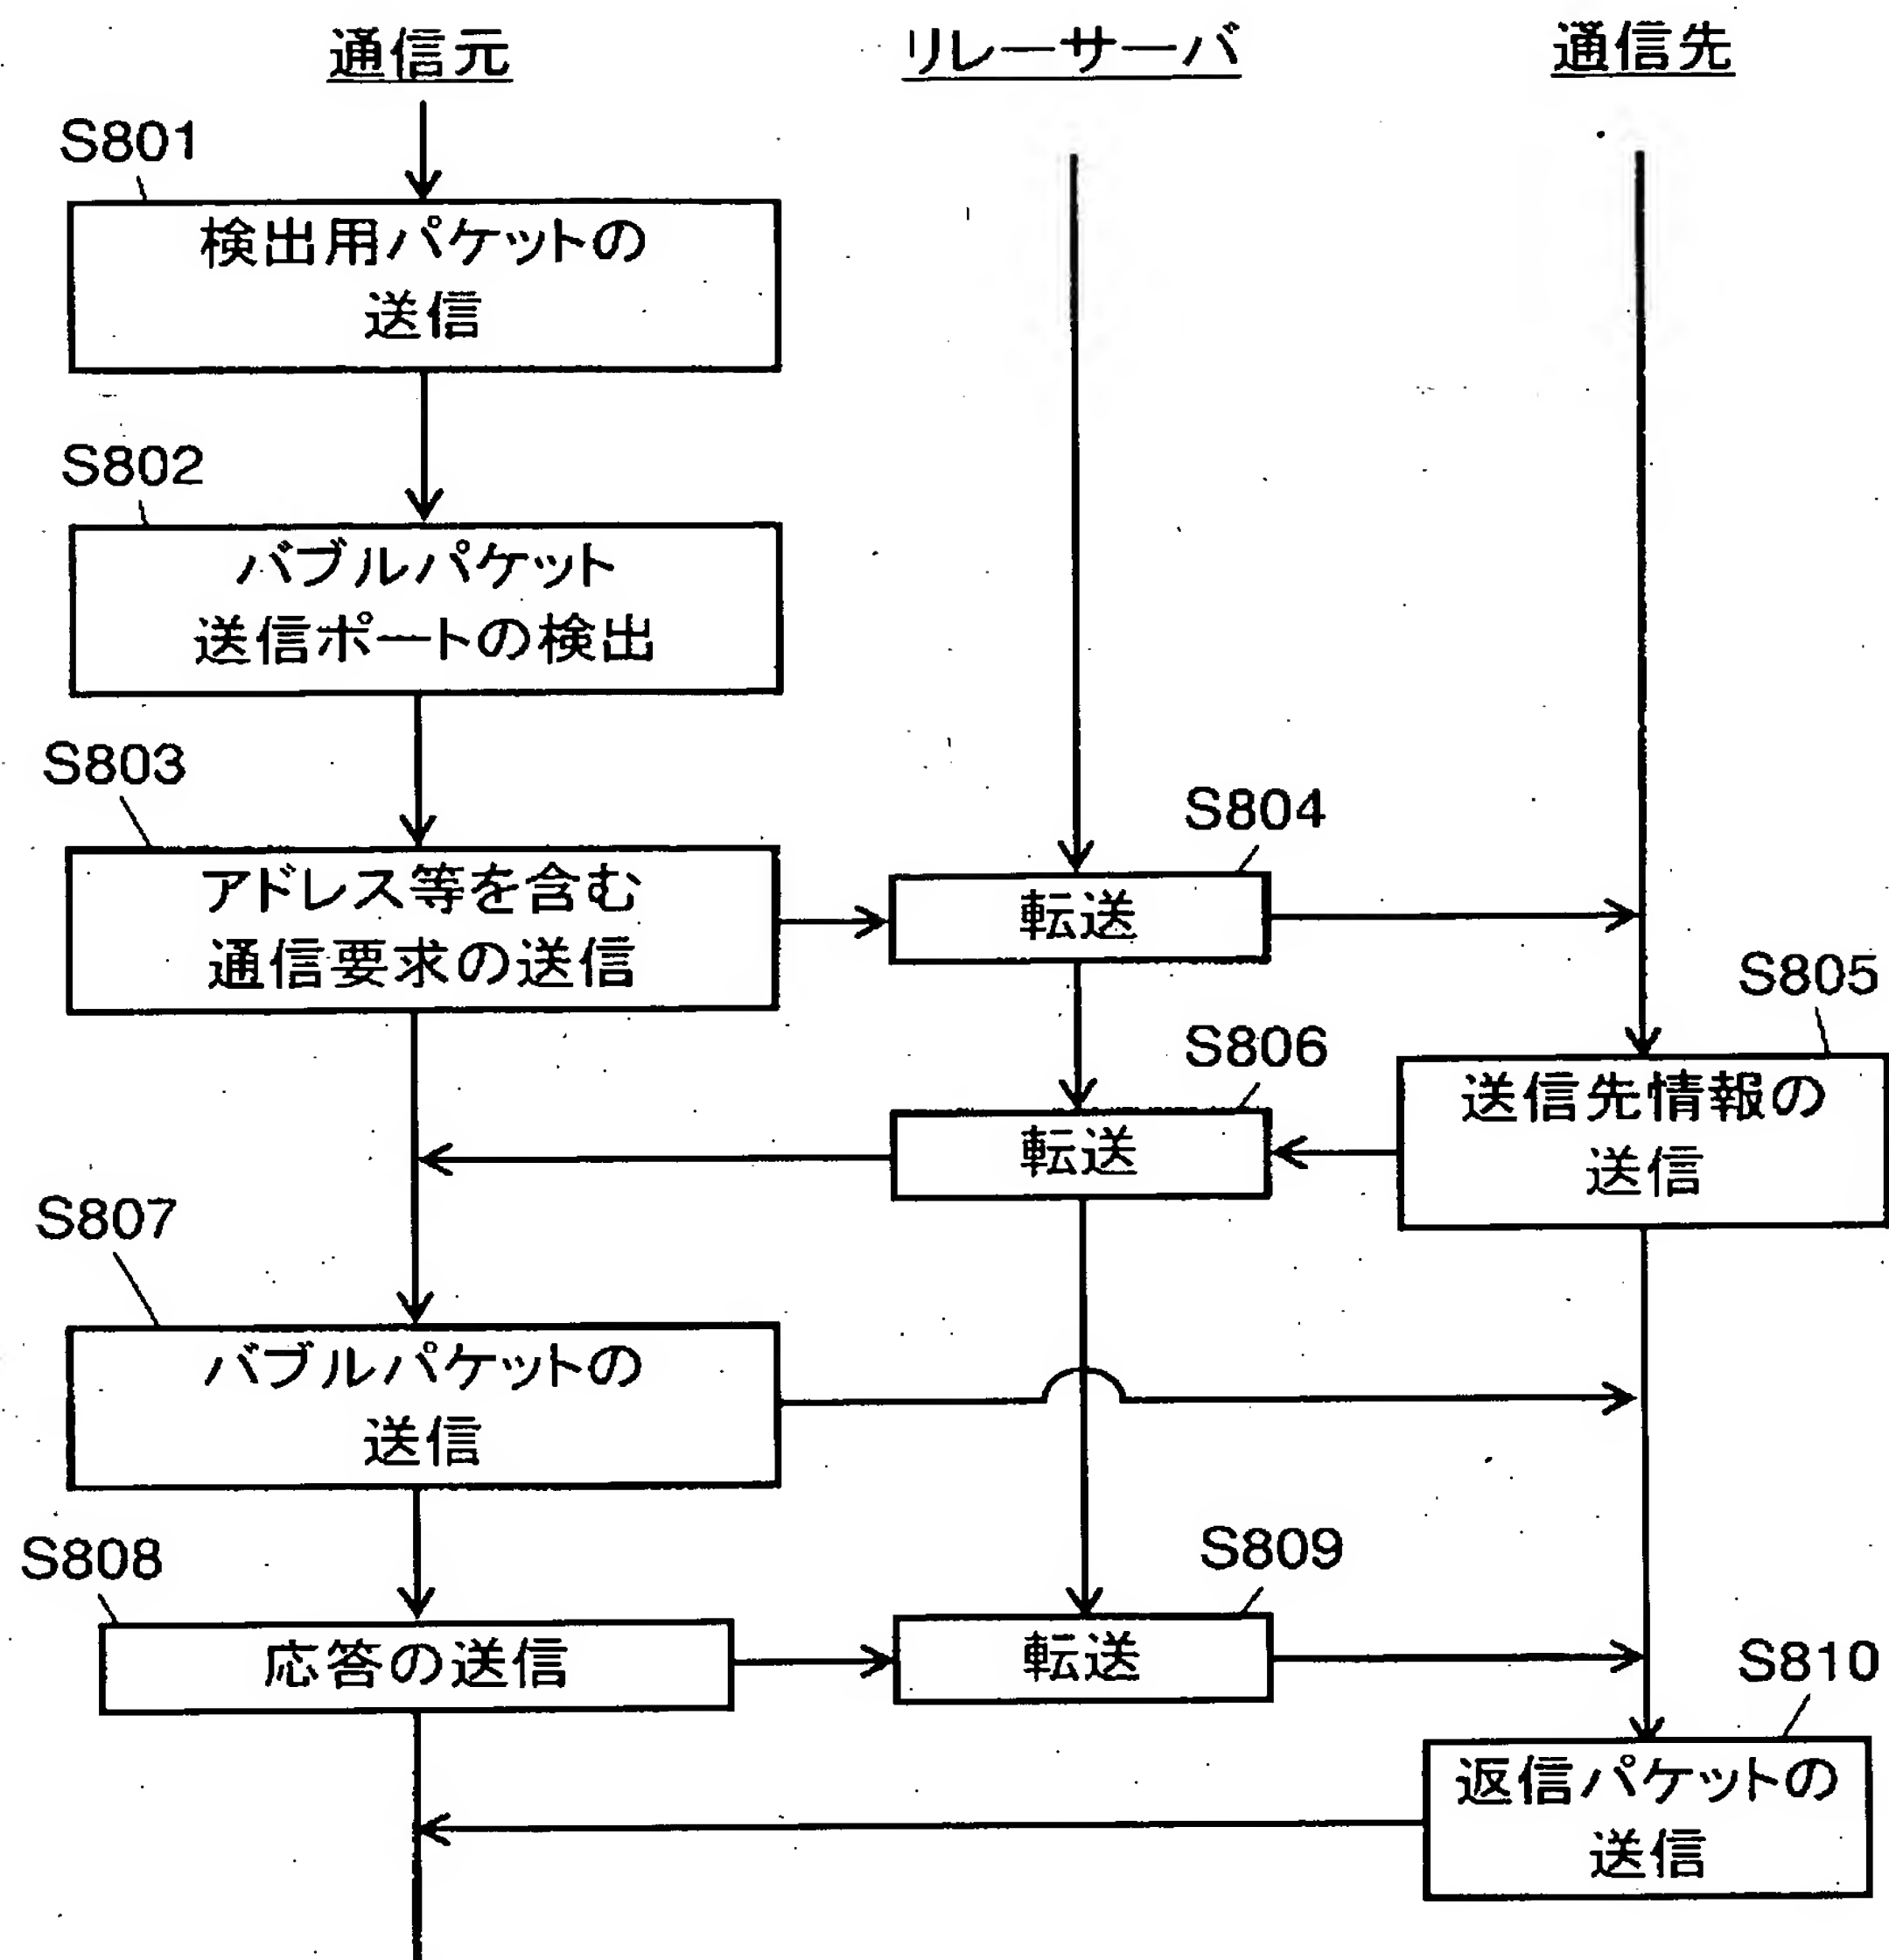 通信元
リレーサーバ
通信先
S801
検出用パケットの
送信
S802
バブルパケット
送信ポートの検出
S803
アドレス等を含む
通信要求の送信
S804
転送
S805
送信先情報の
送信
S806
転送
S807
バブルパケットの
送信
S808
応答の送信
S809
転送
S810
返信パケットの
送信